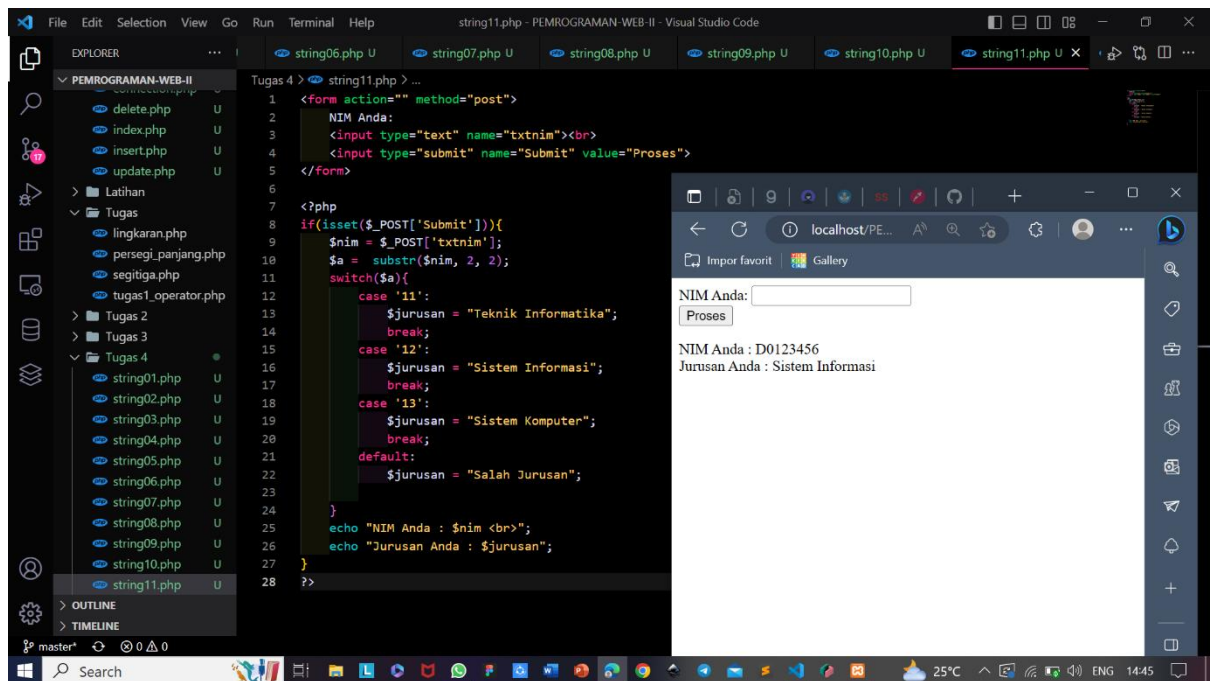 File Edit Selection View Go Run Terminal Help string11.php - PEMROGRAMAN-WEB-II - Visual Studio Code
EXPLORER
string06.php U string07.php U string08.php U string09.php U string10.php U string11.php U
PEMROGRAMAN-WEB-II
Tugas 4 > string11.php > ...
connection.php
delete.php U
index.php U
insert.php U
update.php U
Latihan
Tugas
lingkaran.php
persegi_panjang.php
segitiga.php
tugas1_operator.php
Tugas 2
Tugas 3
Tugas 4
string01.php U
string02.php U
string03.php U
string04.php U
string05.php U
string06.php U
string07.php U
string08.php U
string09.php U
string10.php U
string11.php U
OUTLINE
TIMELINE
17
1 <form action="" method="post">
2 NIM Anda:
3 <input type="text" name="txtnim"><br>
4 <input type="submit" name="Submit" value="Proses">
5 </form>
6
7 <?php
8 if(isset($_POST['Submit'])){
9 $nim = $_POST['txtnim'];
10 $a =  substr($nim, 2, 2);
11 switch($a){
12 case '11':
13 $jurusan = "Teknik Informatika";
14 break;
15 case '12':
16 $jurusan = "Sistem Informasi";
17 break;
18 case '13':
19 $jurusan = "Sistem Komputer";
20 break;
21 default:
22 $jurusan = "Salah Jurusan";
23
24 }
25 echo "NIM Anda : $nim <br>";
26 echo "Jurusan Anda : $jurusan";
27 }
28 ?>
localhost/PE...
Impor favorit Gallery
NIM Anda:
Proses
NIM Anda : D0123456
Jurusan Anda : Sistem Informasi
master* 0 0
Search
25°C ENG 14:45